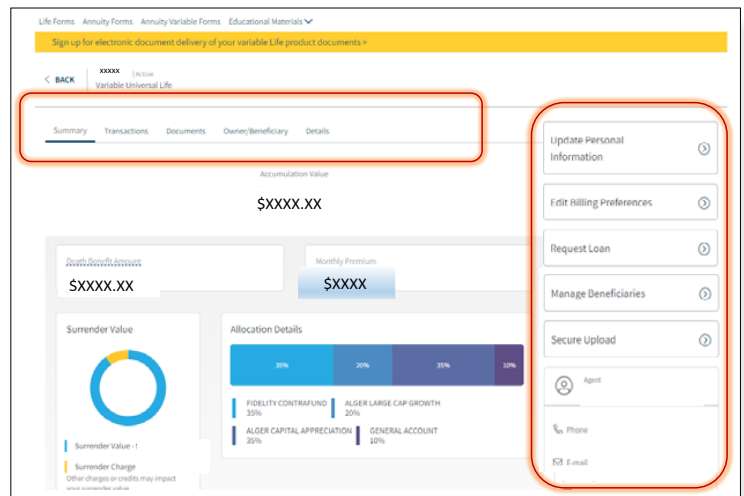 Life Forms Annuity Forms Annuity Variable Forms Educational Materials
Sign up for electronic document delivery of your variable Life product documents >
< BACK
XXXXX | Active
Variable Universal Life
Summary Transactions Documents Owner/Beneficiary Details
Accumulation Value
$XXXX.XX
Death Benefit Amount
$XXXX.XX
Monthly Premium
$XXXX
Surrender Value
Surrender Value -
Surrender Charge
Other charges or credits may impact
your surrender value
Allocation Details
35% 20% 35% 10%
FIDELITY CONTRAFUND
35%
ALGER LARGE CAP GROWTH
20%
ALGER CAPITAL APPRECIATION
35%
GENERAL ACCOUNT
10%
Update Personal
Information
Edit Billing Preferences
Request Loan
Manage Beneficiaries
Secure Upload
Agent
Phone
E-mail